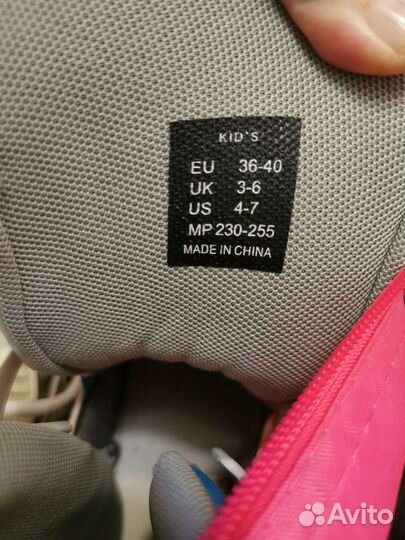 KID'S
EU 36-40
UK 3-6
US 4-7
MP 230-255
MADE IN CHINA
Avito